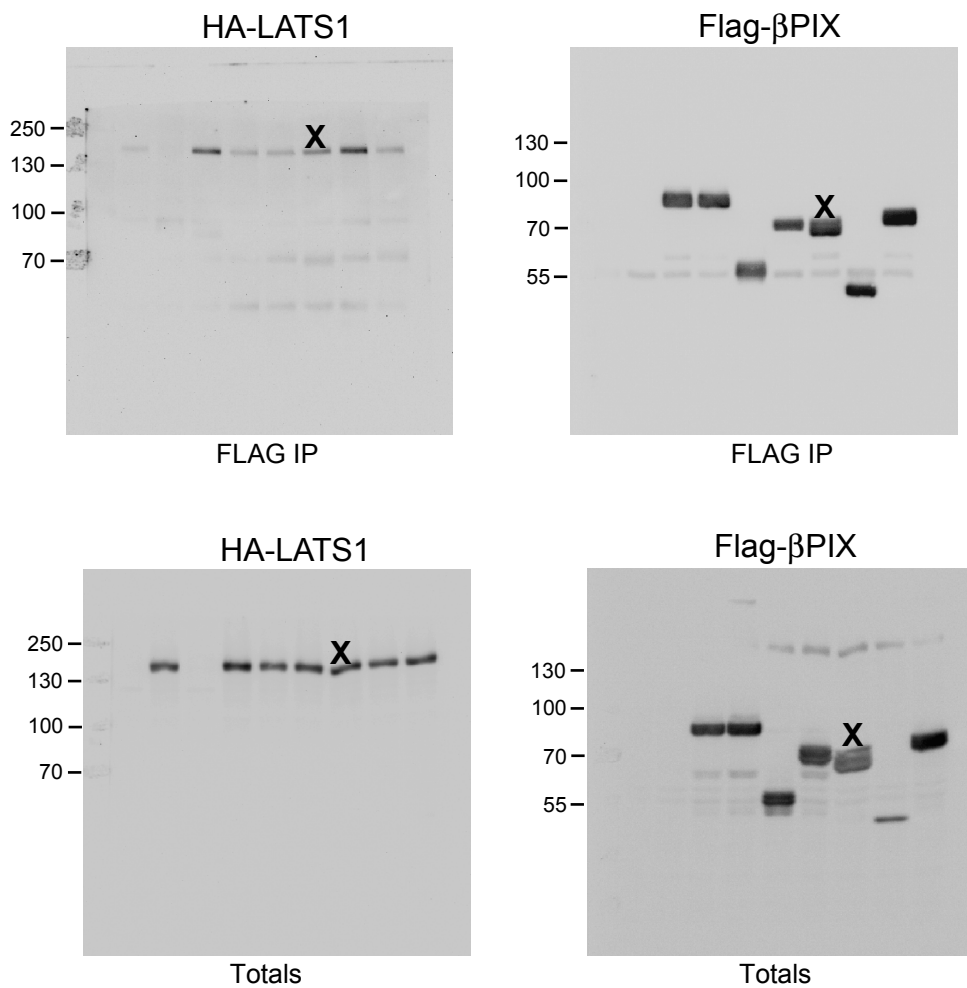 HA-LATS1
250
130
100
70
X
FLAG IP
Flag-βPIX
130
100
70
55
X
FLAG IP
HA-LATS1
250
130
100
70
X
Totals
Flag-βPIX
130
100
70
55
X
Totals